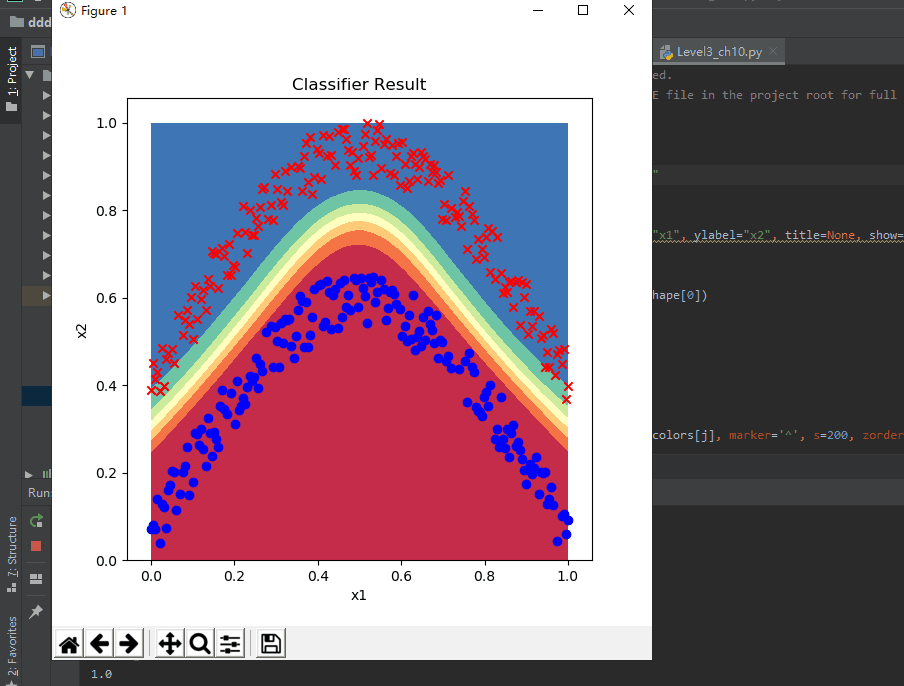 Figure 1
ddd
Level3_ch10.py
1: Project
ed.
E file in the project root for full
"
Classifier Result
"x1", ylabel="x2", title=None, show=
hape[0])
colors[j], marker='^', s=200, zorder
1.0
0.8
0.6
0.4
0.2
0.0
x2
0.0 0.2 0.4 0.6 0.8 1.0
x1
Run:
7: Structure
2: Favorites
1.0